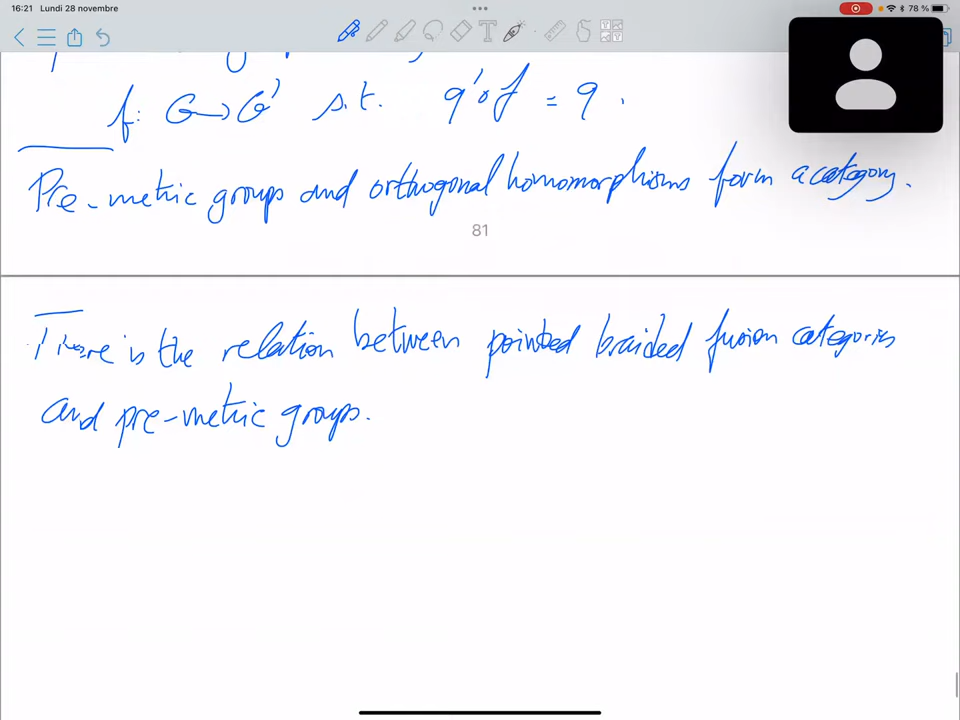 16:21 Lundi 28 novembre 78 %
f: G → G' s.t. q' o f = q .
Pre-metric groups and orthogonal homomorphisms form a category.
81
There is the relation between pointed braided fusion categories
and pre-metric groups.